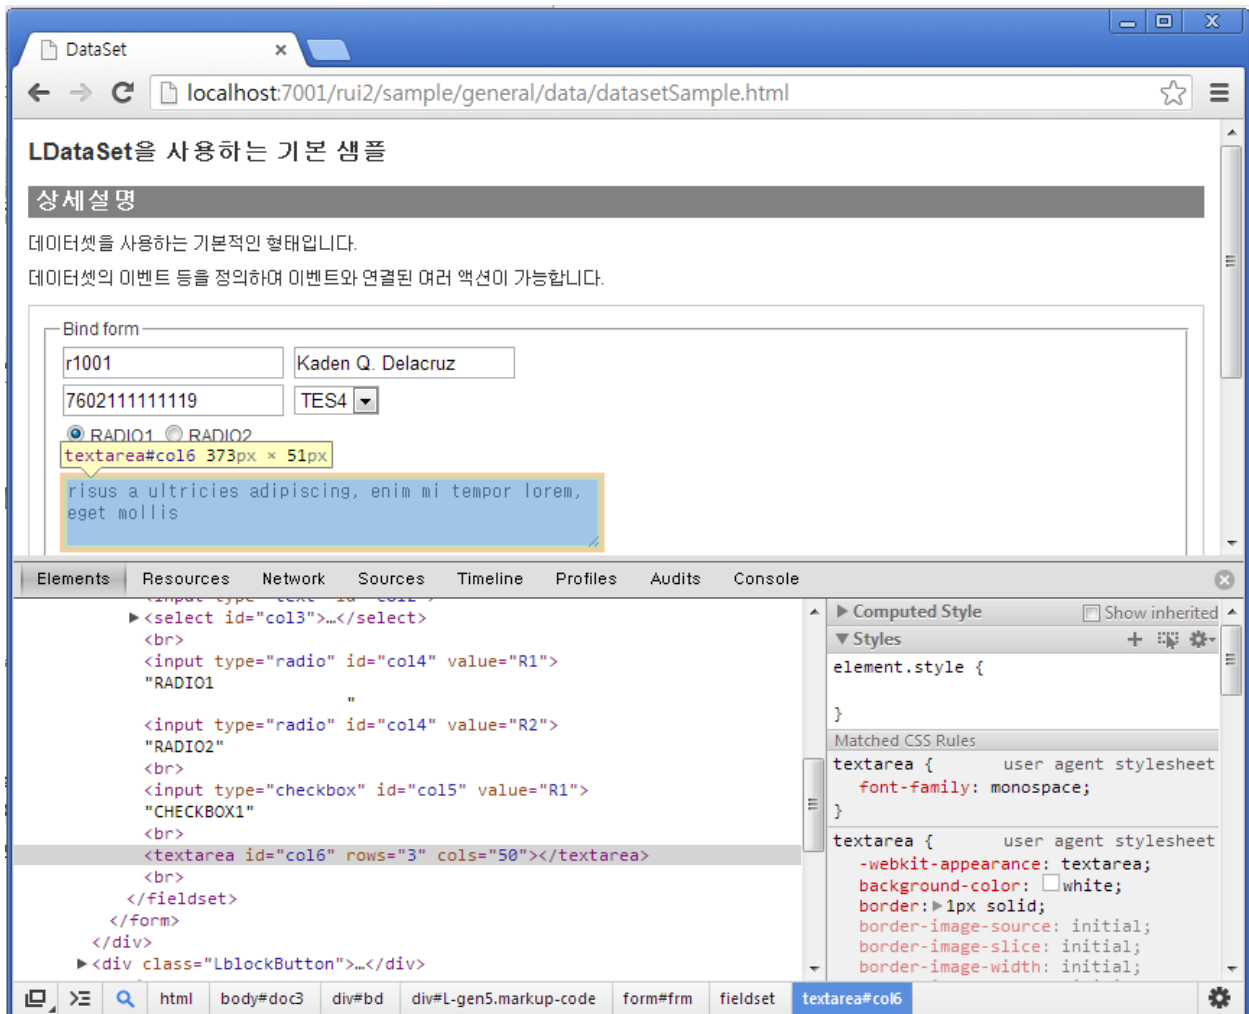 DataSet
localhost:7001/rui2/sample/general/data/datasetSample.html
LDataSet을 사용하는 기본 샘플
상세설명
데이터셋을 사용하는 기본적인 형태입니다.
데이터셋의 이벤트 등을 정의하여 이벤트와 연결된 여러 액션이 가능합니다.
Bind form
r1001 Kaden Q. Delacruz
7602111111119 TES4
RADIO1 RADIO2
textarea#col6 373px × 51px
risus a ultricies adipiscing, enim mi tempor lorem,
eget mollis
Elements Resources Network Sources Timeline Profiles Audits Console
<input type="text" id="col2">
▶<select id="col3">…</select>
<br>
<input type="radio" id="col4" value="R1">
"RADIO1
"
<input type="radio" id="col4" value="R2">
"RADIO2"
<br>
<input type="checkbox" id="col5" value="R1">
"CHECKBOX1"
<br>
<textarea id="col6" rows="3" cols="50"></textarea>
<br>
</fieldset>
</form>
</div>
▶<div class="LblockButton">…</div>
▶ Computed Style Show inherited
▼ Styles
element.style {
}
Matched CSS Rules
textarea { user agent stylesheet
font-family: monospace;
}
textarea { user agent stylesheet
-webkit-appearance: textarea;
background-color: white;
border:▶1px solid;
border-image-source: initial;
border-image-slice: initial;
border-image-width: initial;
html body#doc3 div#bd div#L-gen5.markup-code form#frm fieldset textarea#col6